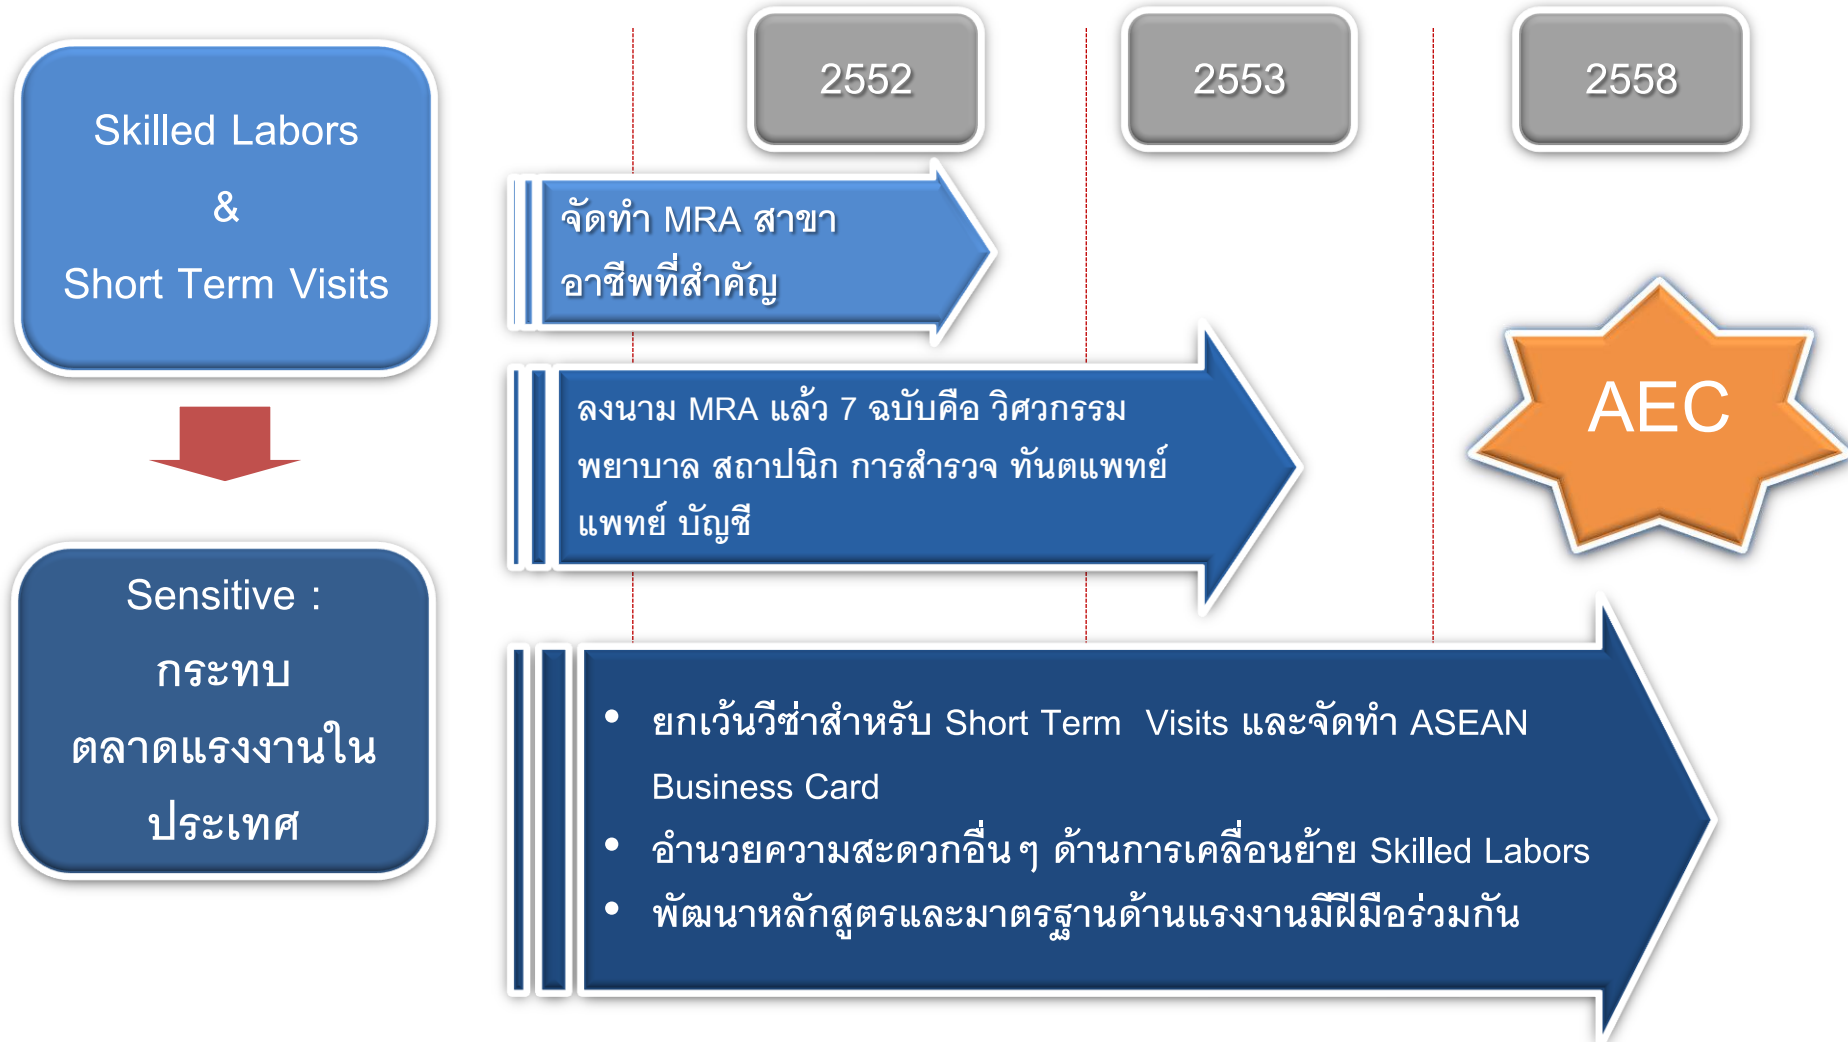 Skilled Labors
&
Short Term Visits
Sensitive :
กระทบ
ตลาดแรงงานใน
ประเทศ
2552
2553
2558
จัดทำ MRA สาขา
อาชีพที่สำคัญ
ลงนาม MRA แล้ว 7 ฉบับคือ วิศวกรรม
พยาบาล สถาปนิก การสำรวจ ทันตแพทย์
แพทย์ บัญชี
AEC
• ยกเว้นวีซ่าสำหรับ Short Term Visits และจัดทำ ASEAN
Business Card
• อำนวยความสะดวกอื่น ๆ ด้านการเคลื่อนย้าย Skilled Labors
• พัฒนาหลักสูตรและมาตรฐานด้านแรงงานมีฝีมือร่วมกัน